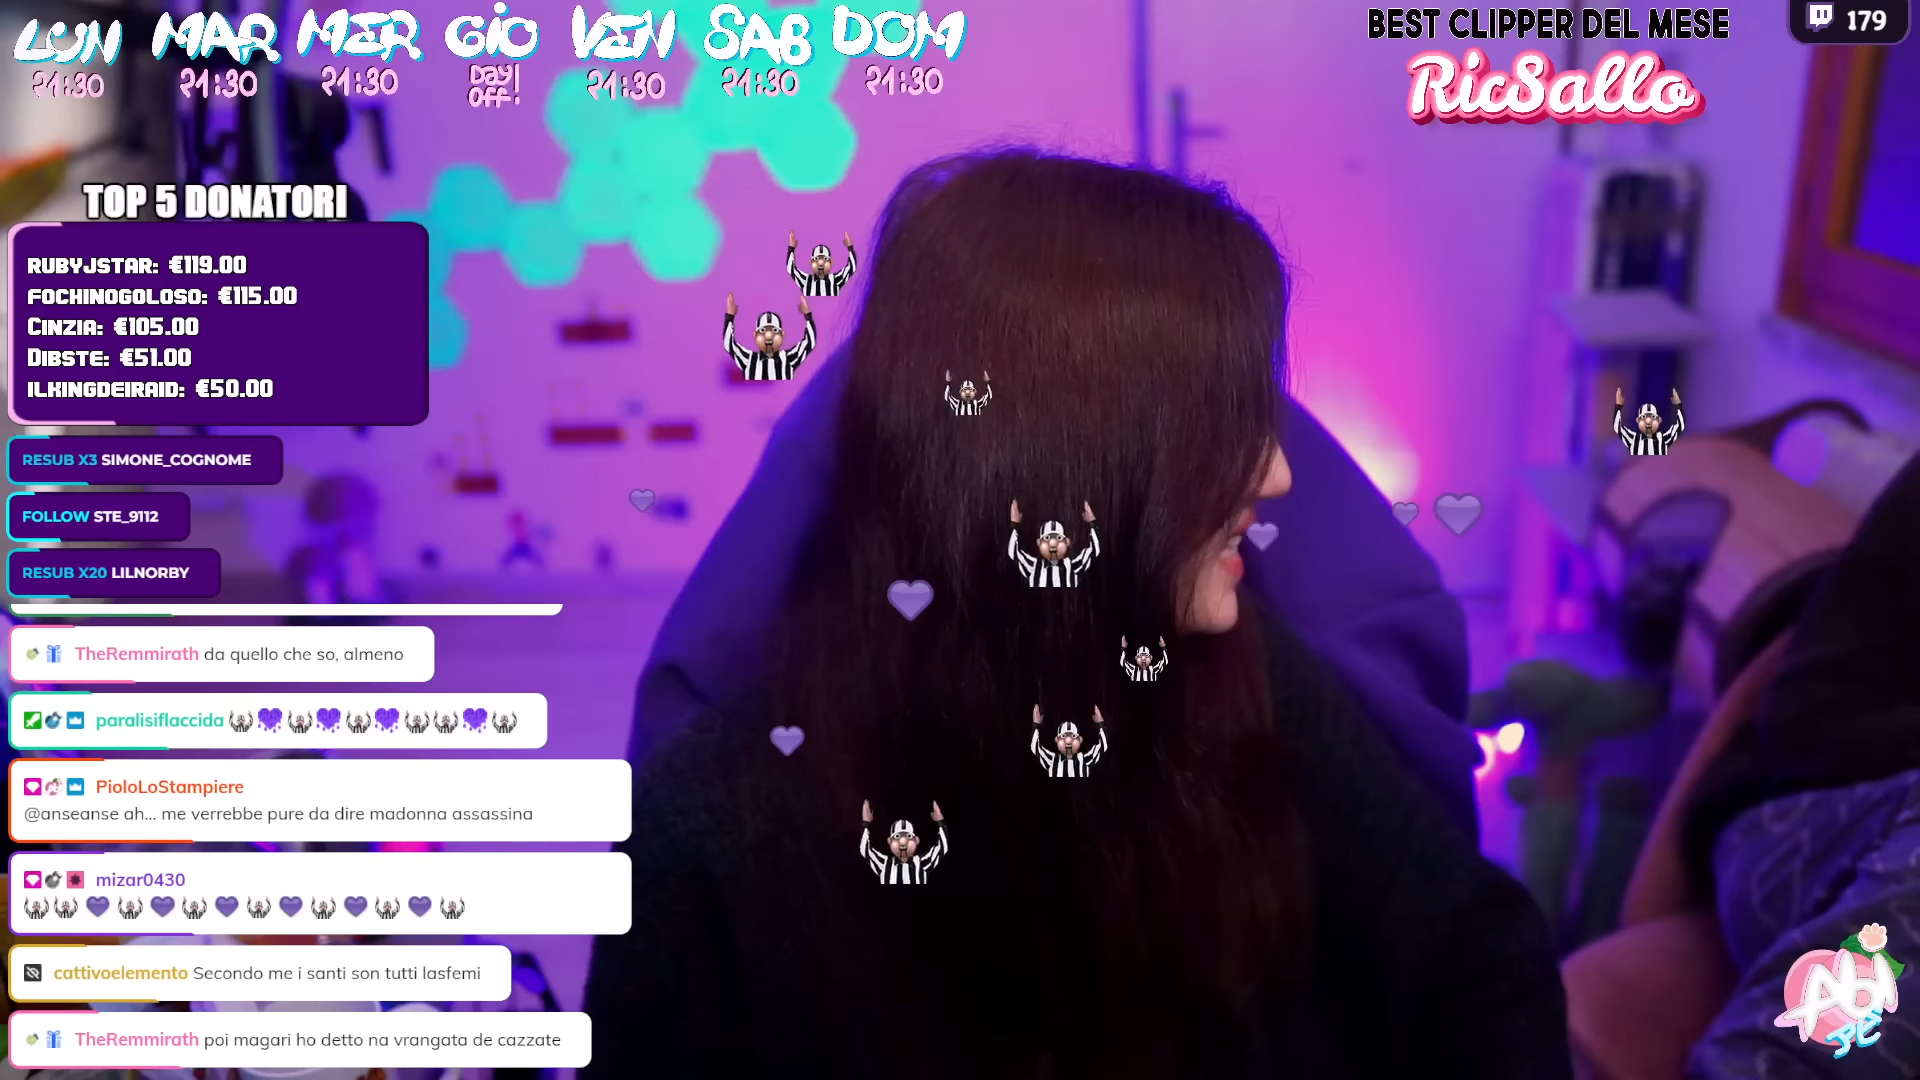 LUN MAR MER GIO VEN SAB DOM
21:30 21:30 21:30 DAY! OFF! 21:30 21:30 21:30
BEST CLIPPER DEL MESE
RicSallo
179
TOP 5 DONATORI
RUBYJSTAR: €119.00
FOCHINOGOLOSO: €115.00
CINZIA: €105.00
DIBSTE: €51.00
ILKINGDEIRAID: €50.00
RESUB X3 SIMONE_COGNOME
FOLLOW STE_9112
RESUB X20 LILNORBY
TheRemmirath da quello che so, almeno
paralisiflaccida
PioloLoStampiere
@anseanse ah... me verrebbe pure da dire madonna assassina
mizar0430
cattivoelemento Secondo me i santi son tutti lasfemi
TheRemmirath poi magari ho detto na vrangata de cazzate